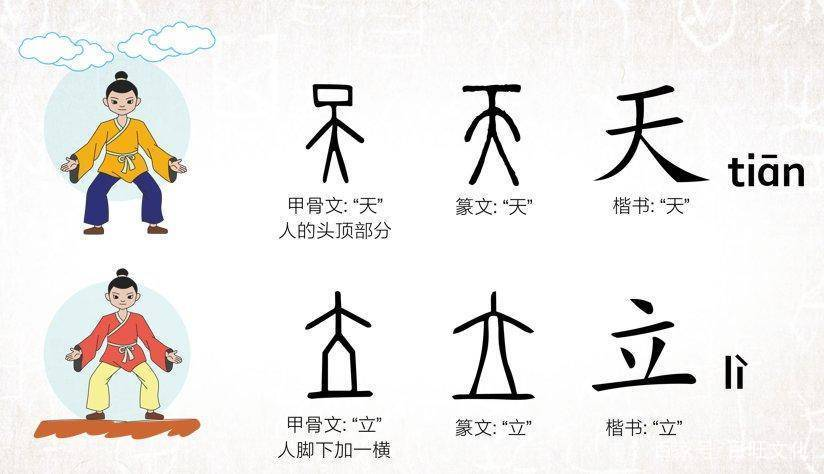 天 tiān
甲骨文: “天” 篆文: “天” 楷书: “天”
人的头顶部分
立 lì
甲骨文: “立” 篆文: “立” 楷书: “立”
人脚下加一横